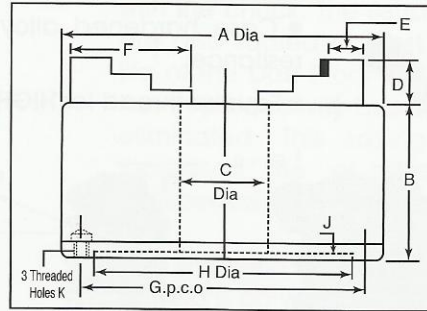 A Dia
E
F
D
C
Dia
B
J
3 Threaded
Holes K
H Dia
G.p.c.o